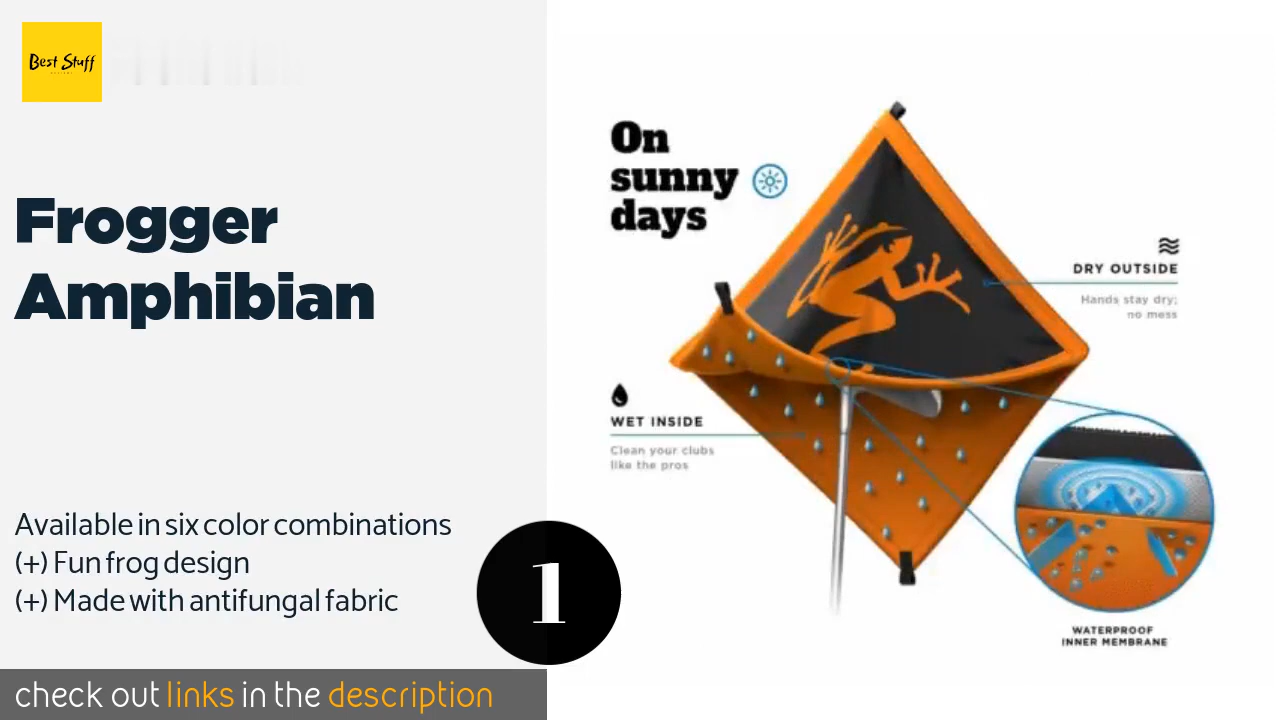 Best Stuff
Frogger
Amphibian
Available in six color combinations
(+) Fun frog design
(+) Made with antifungal fabric
1
check out links in the description
On
sunny
days
DRY OUTSIDE
Hands stay dry;
no mess
WET INSIDE
Clean your clubs
like the pros
WATERPROOF
INNER MEMBRANE